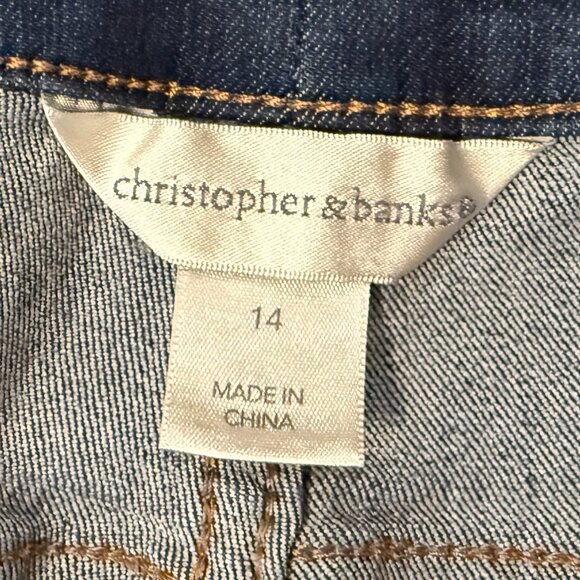 christopher & banks®
14
MADE IN
CHINA